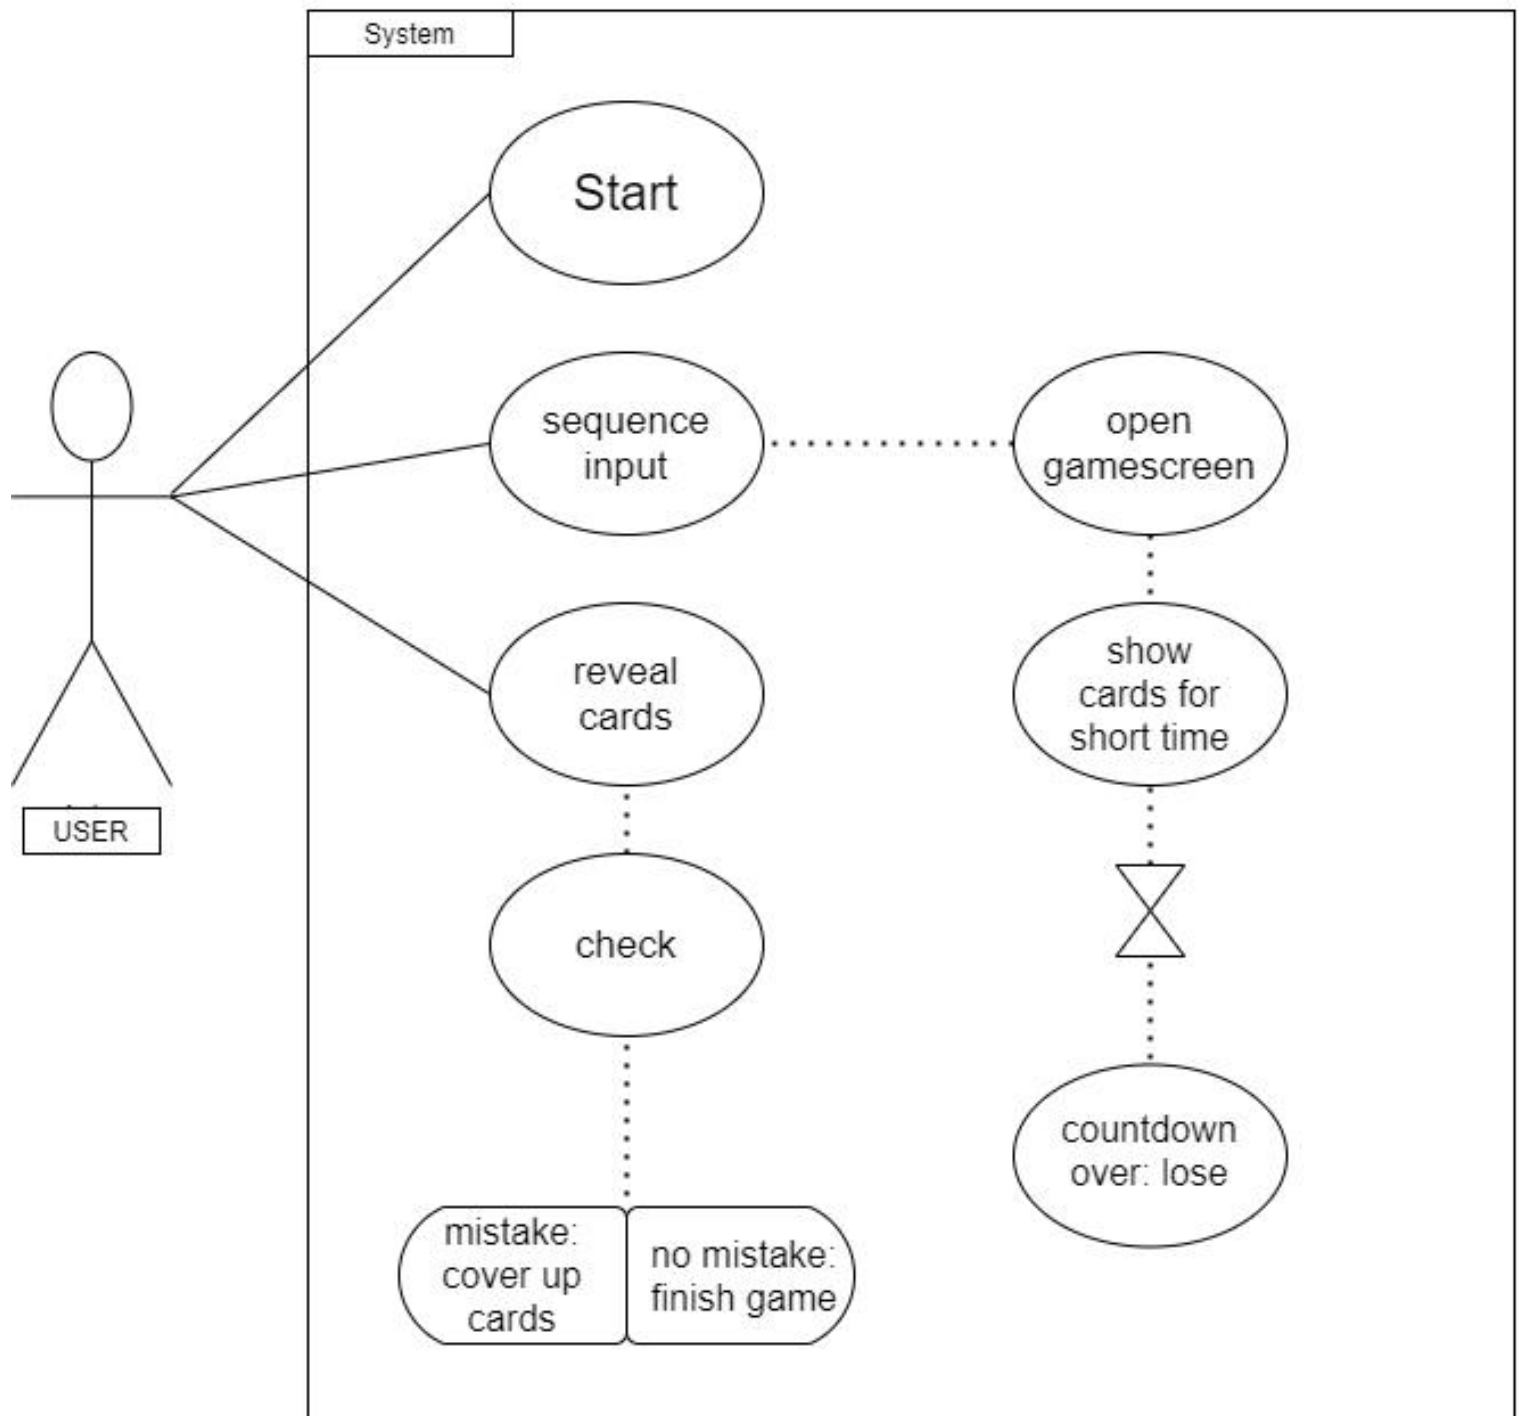 System
Start
sequence
input
open
gamescreen
reveal
cards
show
cards for
short time
USER
check
countdown
over: lose
mistake:
cover up
cards
no mistake:
finish game